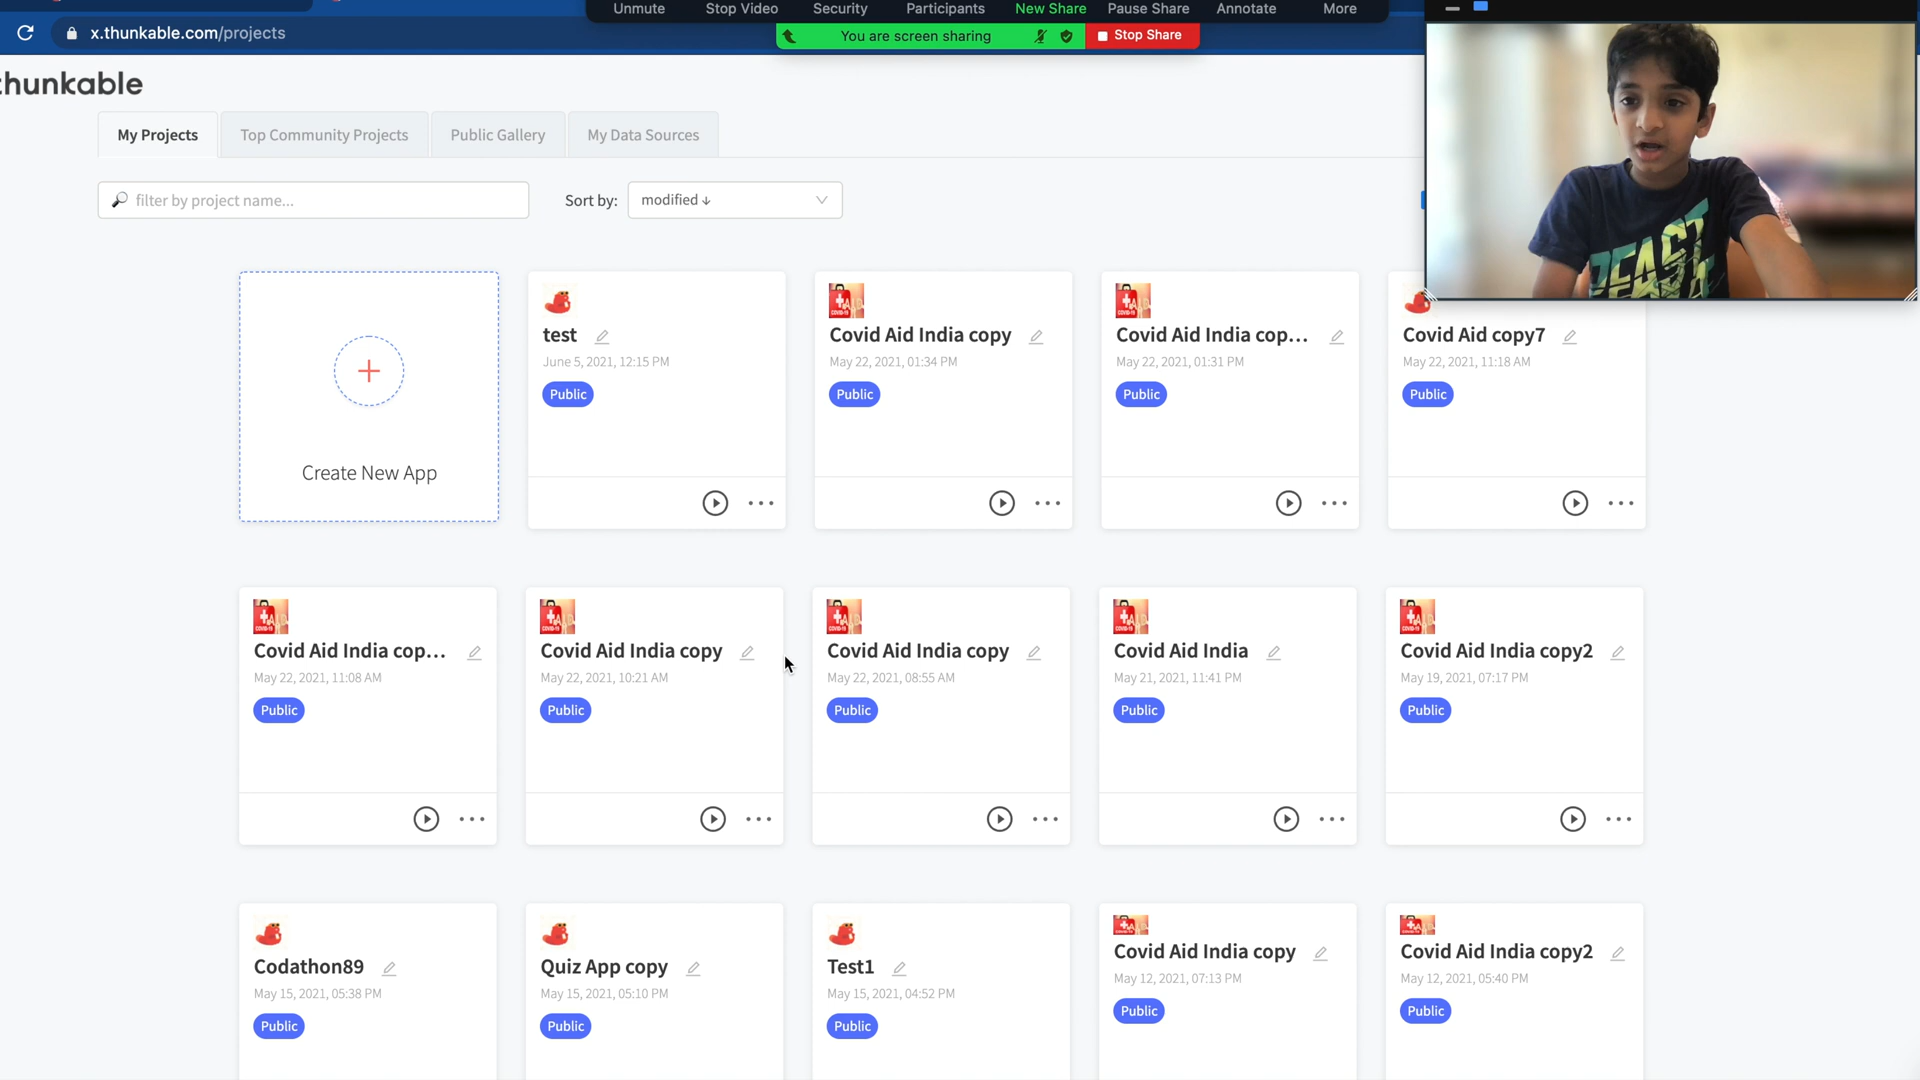 Unmute Stop Video Security Participants New Share Pause Share Annotate More
x.thunkable.com/projects
You are screen sharing Stop Share
thunkable
My Projects Top Community Projects Public Gallery My Data Sources
filter by project name... Sort by: modified ↓
BEAST
test Covid Aid India copy Covid Aid India cop... Covid Aid copy7
June 5, 2021, 12:15 PM May 22, 2021, 01:34 PM May 22, 2021, 01:31 PM May 22, 2021, 11:18 AM
Public Public Public Public
Create New App
Covid Aid India cop... Covid Aid India copy Covid Aid India copy Covid Aid India Covid Aid India copy2
May 22, 2021, 11:08 AM May 22, 2021, 10:21 AM May 22, 2021, 08:55 AM May 21, 2021, 11:41 PM May 19, 2021, 07:17 PM
Public Public Public Public Public
Codathon89 Quiz App copy Test1 Covid Aid India copy Covid Aid India copy2
May 15, 2021, 05:38 PM May 15, 2021, 05:10 PM May 15, 2021, 04:52 PM May 12, 2021, 07:13 PM May 12, 2021, 05:40 PM
Public Public Public Public Public